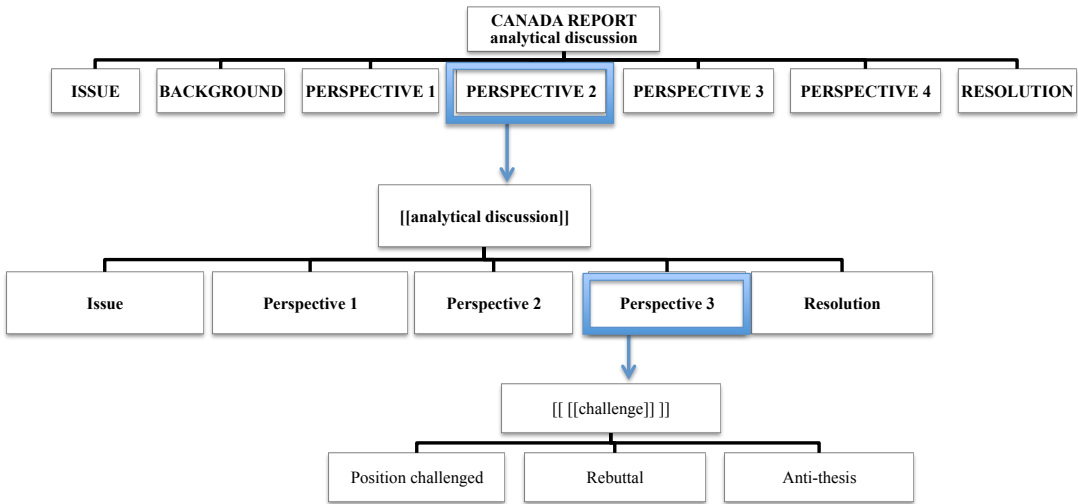 CANADA REPORT
analytical discussion
ISSUE
BACKGROUND
PERSPECTIVE 1
PERSPECTIVE 2
PERSPECTIVE 3
PERSPECTIVE 4
RESOLUTION
[[analytical discussion]]
Issue
Perspective 1
Perspective 2
Perspective 3
Resolution
[[ [[challenge]] ]]
Position challenged
Rebuttal
Anti-thesis